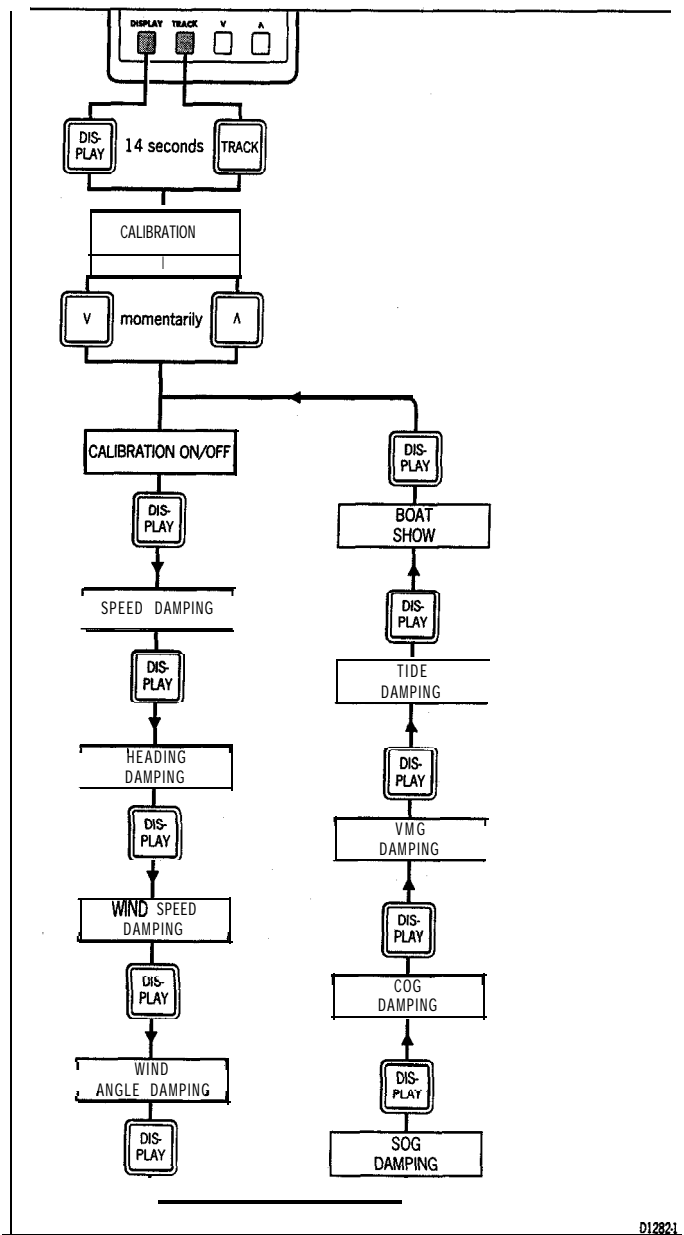 DISPLAY TRACK V Λ
DIS-
PLAY
14 seconds
TRACK
CALIBRATION
V
momentarily
Λ
CALIBRATION ON/OFF
DIS-
PLAY
SPEED DAMPING
DIS-
PLAY
HEADING
DAMPING
DIS-
PLAY
WIND SPEED
DAMPING
DIS-
PLAY
WIND
ANGLE DAMPING
DIS-
PLAY
SOG
DAMPING
DIS-
PLAY
COG
DAMPING
DIS-
PLAY
VMG
DAMPING
DIS-
PLAY
TIDE
DAMPING
DIS-
PLAY
BOAT
SHOW
DIS-
PLAY
D1282-1